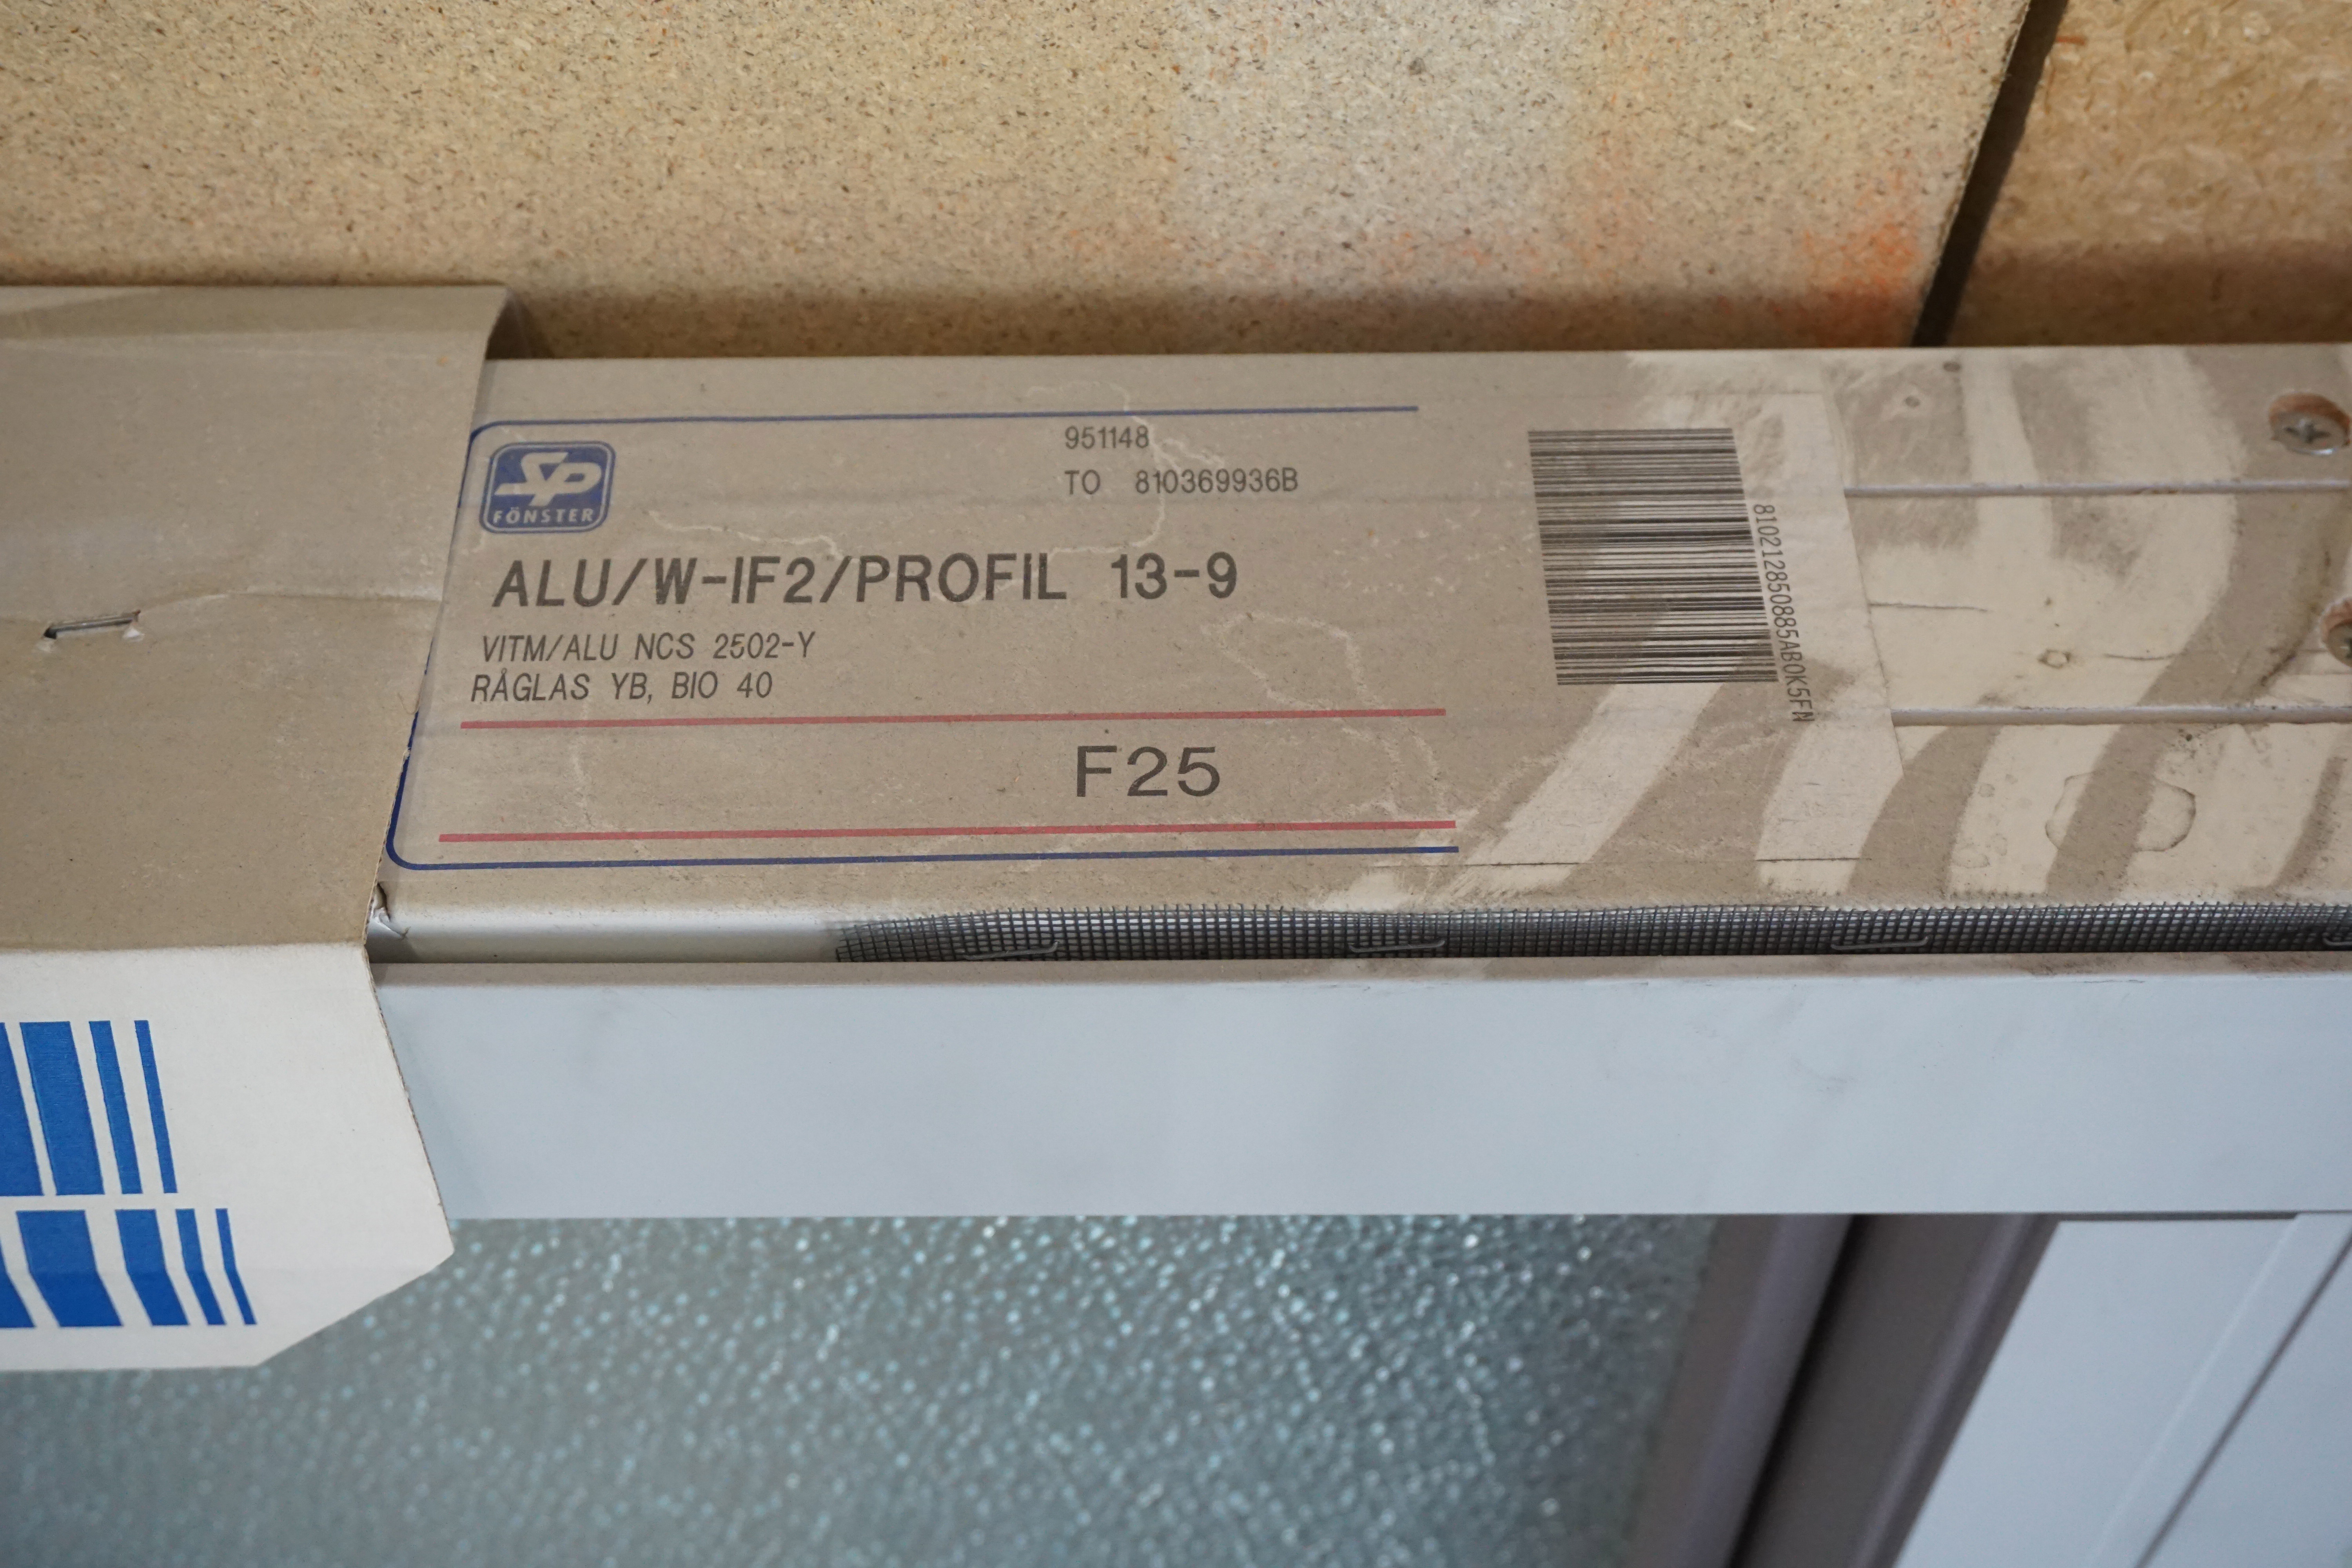 SP
FÖNSTER
951148
TO 810369936B
ALU/W-IF2/PROFIL 13-9
VITM/ALU NCS 2502-Y
RÅGLAS YB, BIO 40
F25
810212850885AB0K5FN